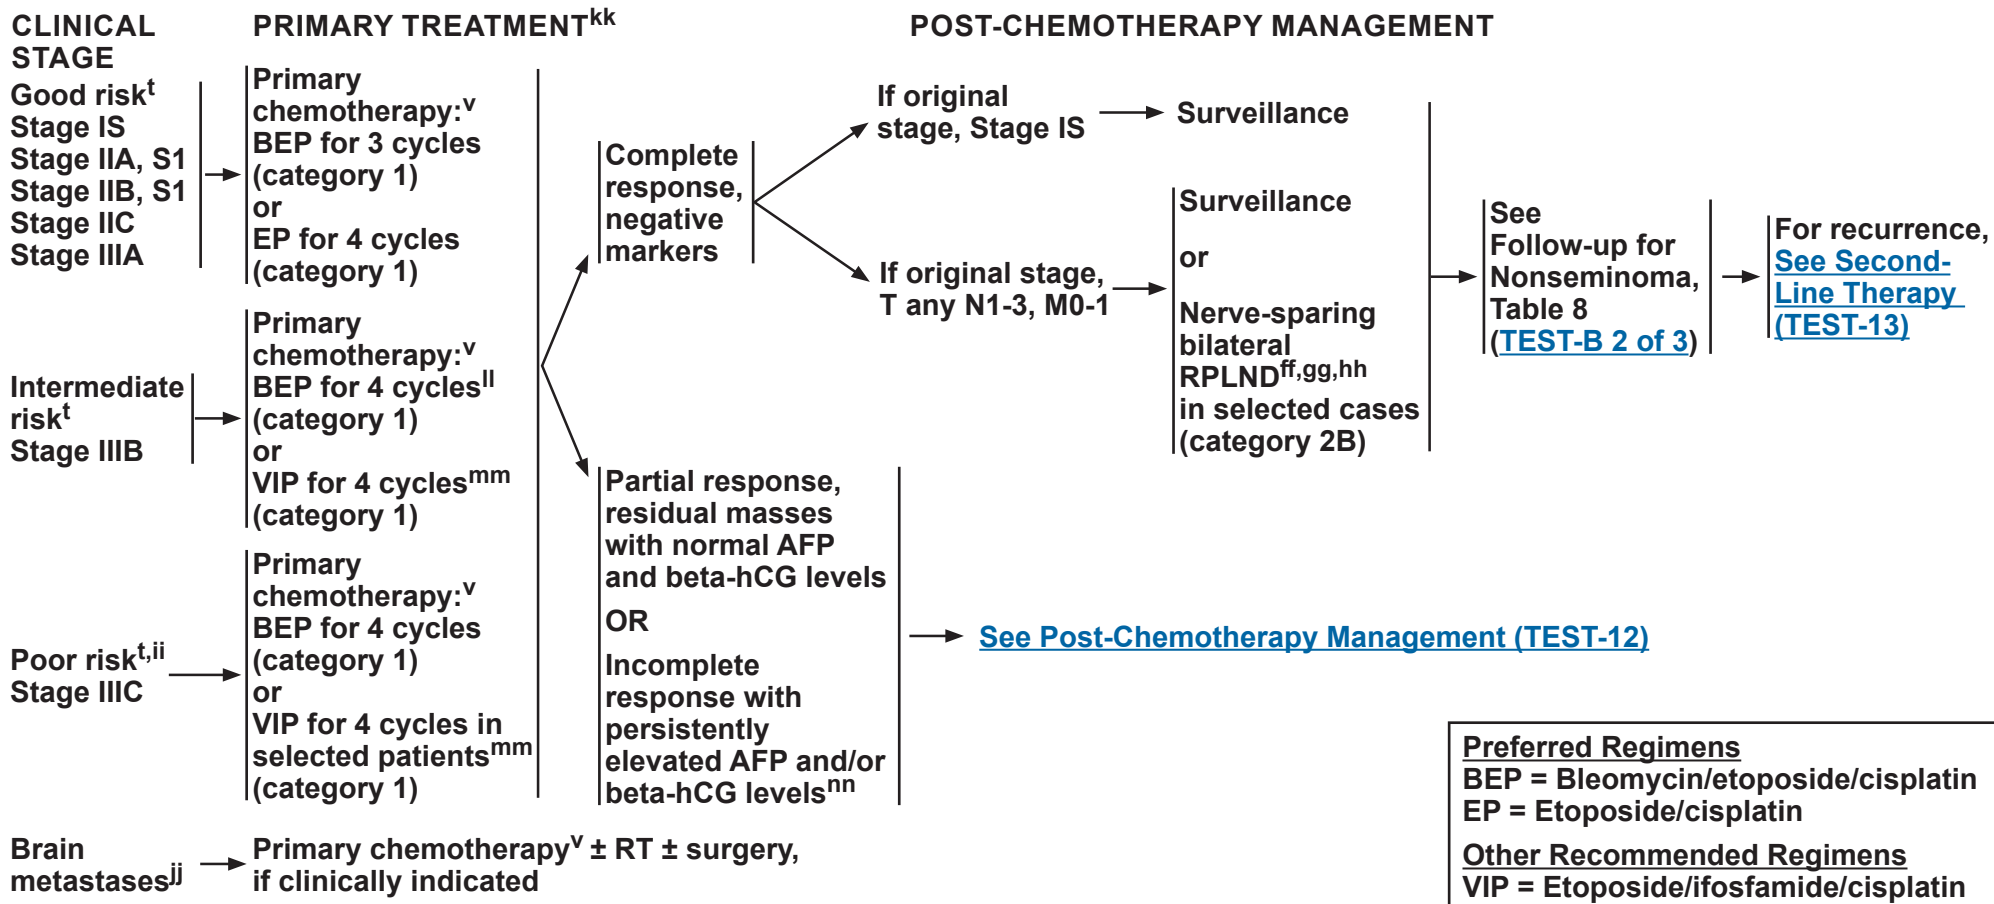 CLINICAL
STAGE
PRIMARY TREATMENTkk
POST-CHEMOTHERAPY MANAGEMENT
Good riskt
Stage IS
Stage IIA, S1
Stage IIB, S1
Stage IIC
Stage IIIA
Primary
chemotherapy:v
BEP for 3 cycles
(category 1)
or
EP for 4 cycles
(category 1)
Intermediate
riskt
Stage IIIB
Primary
chemotherapy:v
BEP for 4 cyclesll
(category 1)
or
VIP for 4 cyclesmm
(category 1)
Poor riskt,ii
Stage IIIC
Primary
chemotherapy:v
BEP for 4 cycles
(category 1)
or
VIP for 4 cycles in
selected patientsmm
(category 1)
Brain
metastasesjj
Primary chemotherapyv ± RT ± surgery,
if clinically indicated
Complete
response,
negative
markers
If original
stage, Stage IS
Surveillance
If original stage,
T any N1-3, M0-1
Surveillance
or
Nerve-sparing
bilateral
RPLNDff,gg,hh
in selected cases
(category 2B)
See
Follow-up for
Nonseminoma,
Table 8
(TEST-B 2 of 3)
For recurrence,
See Second-
Line Therapy
(TEST-13)
Partial response,
residual masses
with normal AFP
and beta-hCG levels
OR
Incomplete
response with
persistently
elevated AFP and/or
beta-hCG levelsnn
See Post-Chemotherapy Management (TEST-12)
Preferred Regimens
BEP = Bleomycin/etoposide/cisplatin
EP = Etoposide/cisplatin
Other Recommended Regimens
VIP = Etoposide/ifosfamide/cisplatin